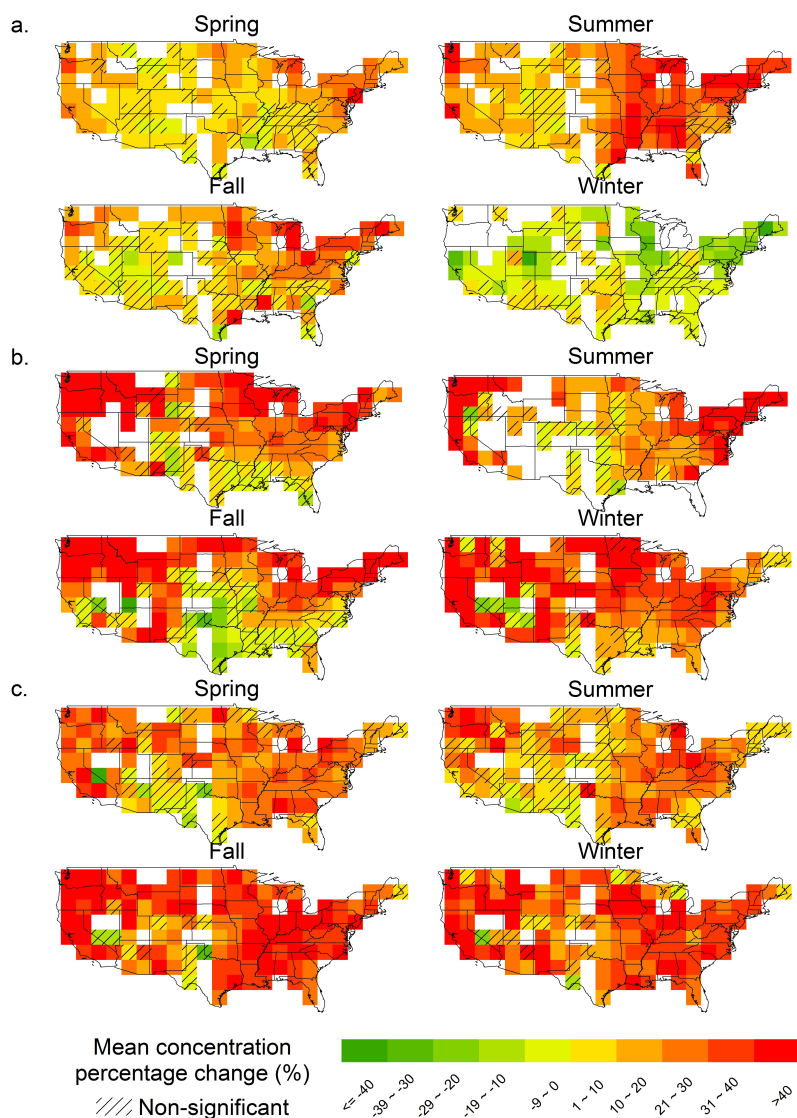 a.
Spring
Summer
Fall
Winter
b.
Spring
Summer
Fall
Winter
c.
Spring
Summer
Fall
Winter
Mean concentration
percentage change (%)
Non-significant
<= -40
-39 ~ -30
-29 ~ -20
-19 ~ -10
-9 ~ 0
1 ~ 10
10 ~ 20
21 ~ 30
31 ~ 40
>40